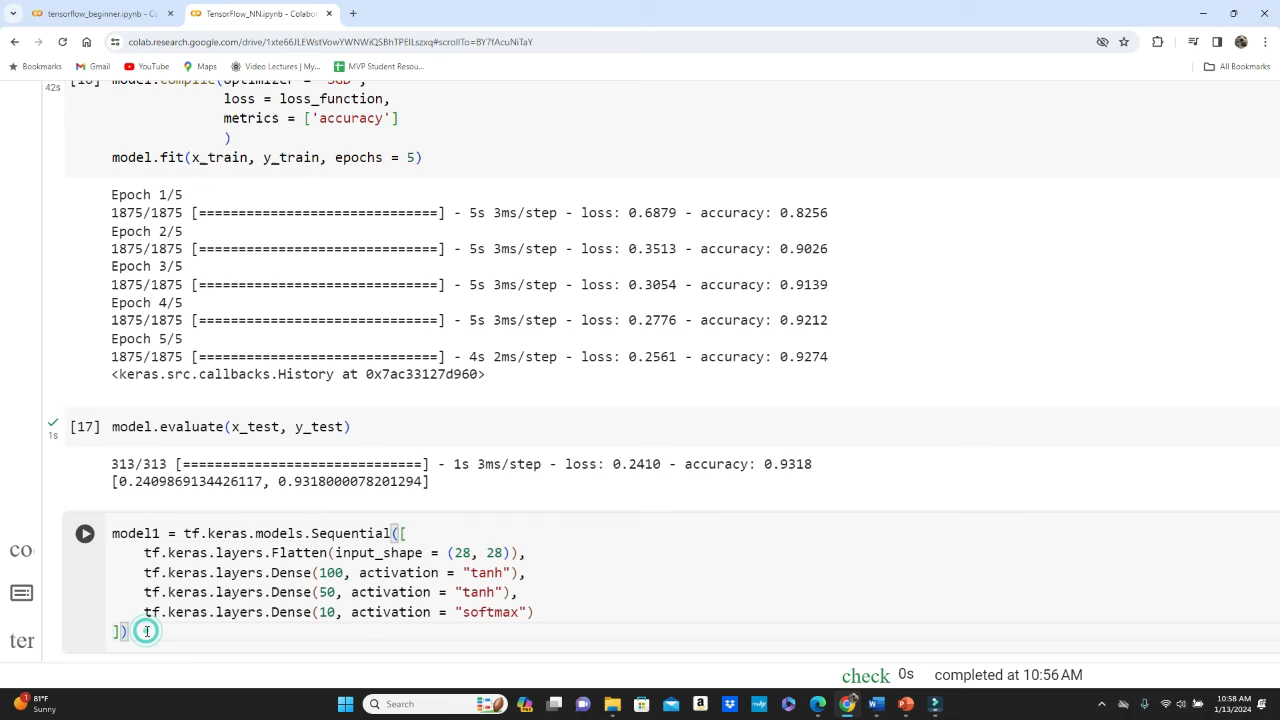 tensorflow_beginner.ipynb - Co
TensorFlow_NN.ipynb - Colabor
colab.research.google.com/drive/1xte66JLEWstVowYWNWiQSBhTPEILszxq#scrollTo=BY7fAcuNiTaY
Bookmarks
Gmail
YouTube
Maps
Video Lectures | My...
MVP Student Resou...
All Bookmarks
42s
loss = loss_function,
metrics = ['accuracy']
)
model.fit(x_train, y_train, epochs = 5)
Epoch 1/5
1875/1875 [==============================] - 5s 3ms/step - loss: 0.6879 - accuracy: 0.8256
Epoch 2/5
1875/1875 [==============================] - 5s 3ms/step - loss: 0.3513 - accuracy: 0.9026
Epoch 3/5
1875/1875 [==============================] - 5s 3ms/step - loss: 0.3054 - accuracy: 0.9139
Epoch 4/5
1875/1875 [==============================] - 5s 3ms/step - loss: 0.2776 - accuracy: 0.9212
Epoch 5/5
1875/1875 [==============================] - 4s 2ms/step - loss: 0.2561 - accuracy: 0.9274
<keras.src.callbacks.History at 0x7ac33127d960>
[17] model.evaluate(x_test, y_test)
1s
313/313 [==============================] - 1s 3ms/step - loss: 0.2410 - accuracy: 0.9318
[0.2409869134426117, 0.9318000078201294]
model1 = tf.keras.models.Sequential([
tf.keras.layers.Flatten(input_shape = (28, 28)),
tf.keras.layers.Dense(100, activation = "tanh"),
tf.keras.layers.Dense(50, activation = "tanh"),
tf.keras.layers.Dense(10, activation = "softmax")
])
co
ter
check 0s completed at 10:56 AM
81°F
Sunny
Search
10:58 AM
1/13/2024